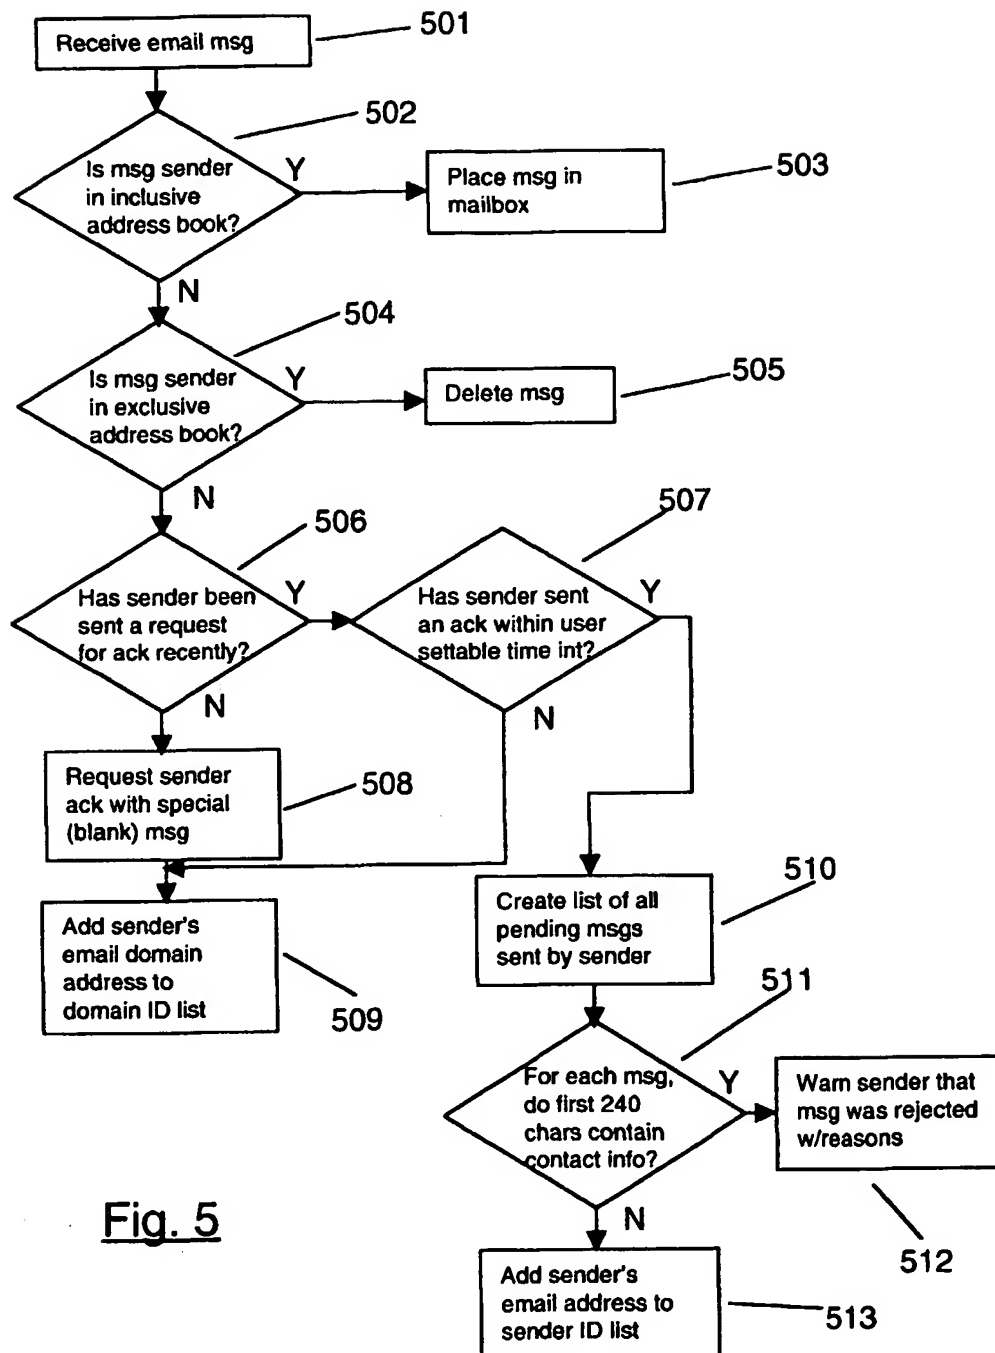 Receive email msg
501
502
Is msg sender
in inclusive
address book?
Y
Place msg in
mailbox
503
N
504
Is msg sender
in exclusive
address book?
Y
Delete msg
505
N
506
Has sender been
sent a request
for ack recently?
Y
507
Has sender sent
an ack within user
settable time int?
Y
N
N
Request sender
ack with special
(blank) msg
508
Add sender's
email domain
address to
domain ID list
509
Create list of all
pending msgs
sent by sender
510
511
For each msg,
do first 240
chars contain
contact info?
Y
Warn sender that
msg was rejected
w/reasons
512
N
Add sender's
email address to
sender ID list
513
Fig. 5